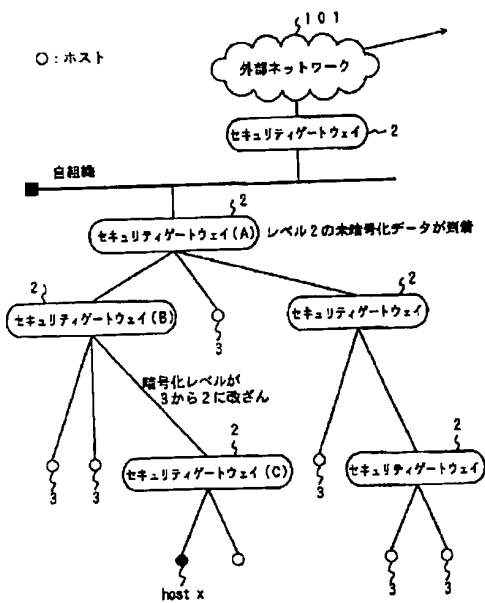 101
○:ホスト
外部ネットワーク
セキュリティゲートウェイ
2
自組織
2
セキュリティゲートウェイ(A)
レベル2の未暗号化データが到着
2
セキュリティゲートウェイ(B)
3
2
セキュリティゲートウェイ
暗号化レベルが
3から2に改ざん
3
3
2
セキュリティゲートウェイ(C)
3
2
セキュリティゲートウェイ
host x
3
3